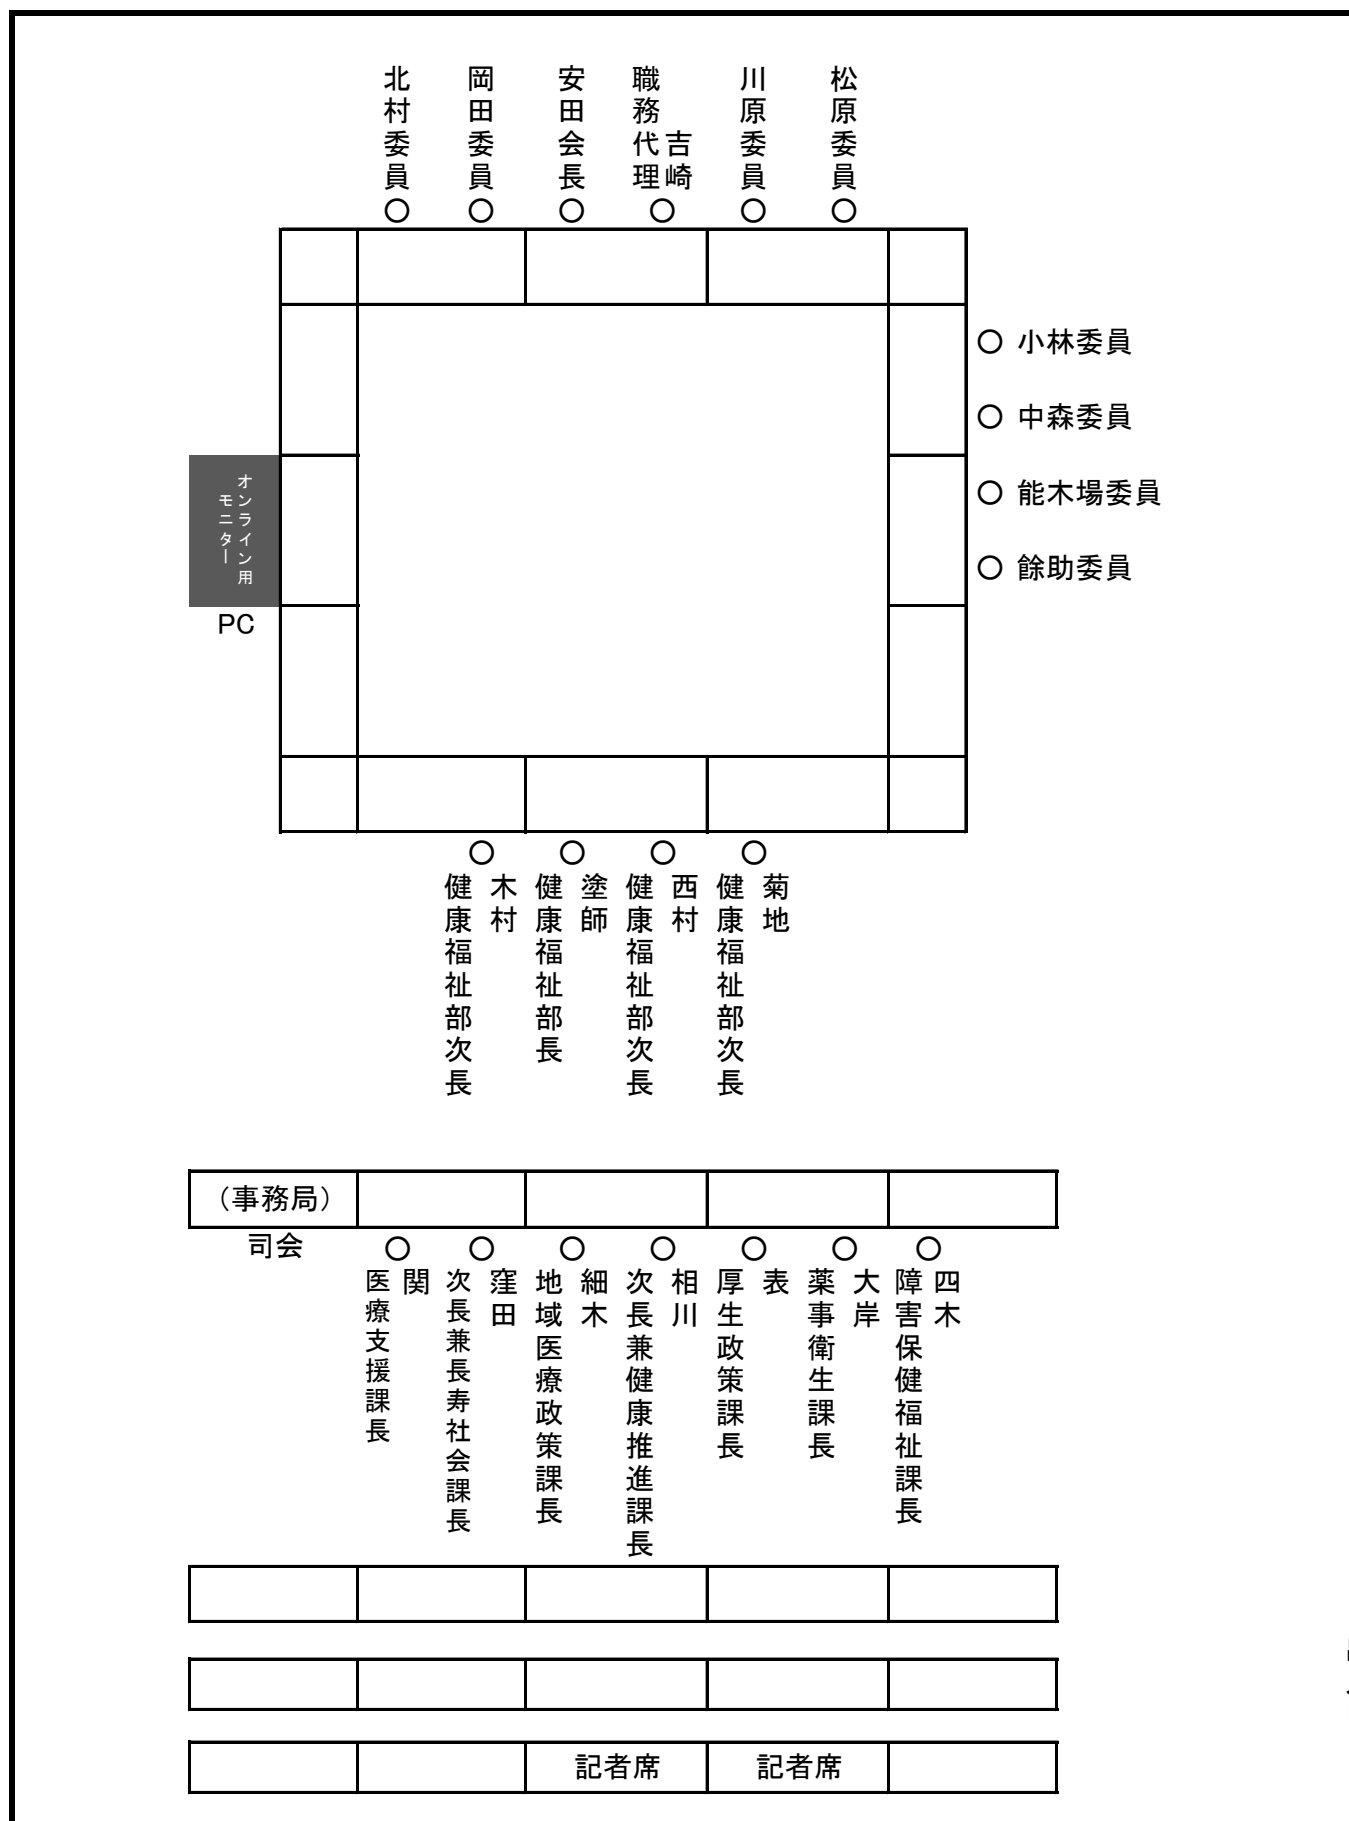 北村委員
岡田委員
安田会長
職務代理
吉崎
川原委員
松原委員
○ ○ ○ ○ ○ ○
○ 小林委員
○ 中森委員
○ 能木場委員
○ 餘助委員
オンライン用
モニター
PC
○ ○ ○ ○
木村
健康福祉部次長
塗師
健康福祉部長
西村
健康福祉部次長
菊地
健康福祉部次長
（事務局）
司会
○ ○ ○ ○ ○ ○ ○
関
医療支援課長
窪田
次長兼長寿社会課長
細木
地域医療政策課長
相川
次長兼健康推進課長
表
厚生政策課長
大岸
薬事衛生課長
四木
障害保健福祉課長
記者席
記者席